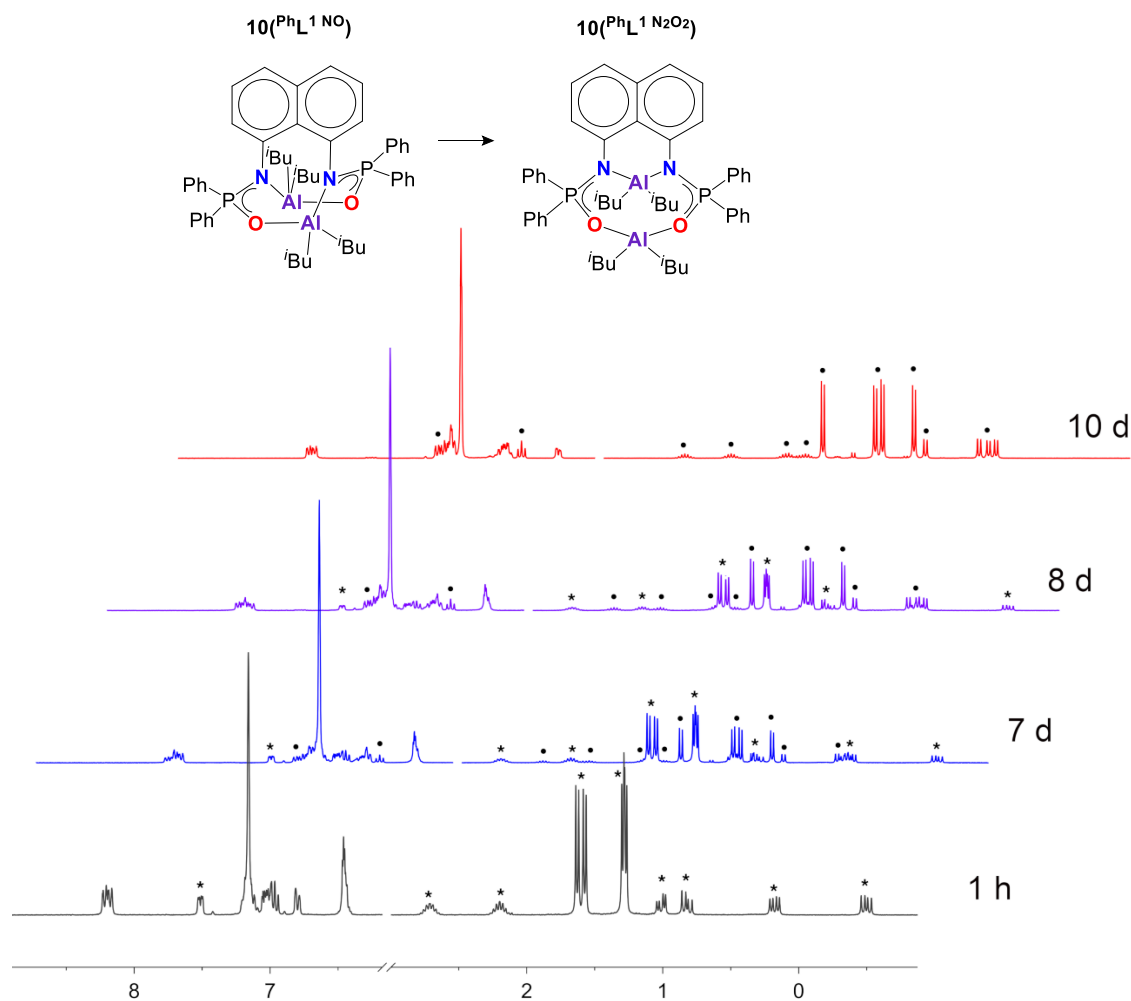 10(PhL1 NO)
10(PhL1 N2O2)
iBu
iBu
Ph
N
N
P
Ph
Ph
P
Al
Ph
O
Ph
O
Al
iBu
iBu
N
N
Ph
Al
Ph
P
iBu
iBu
P
Ph
Ph
O
O
Al
iBu
iBu
10 d
8 d
* * * * * * *
7 d
* * * * * * * *
1 h
* * * * * * * * *
8 7 2 1 0